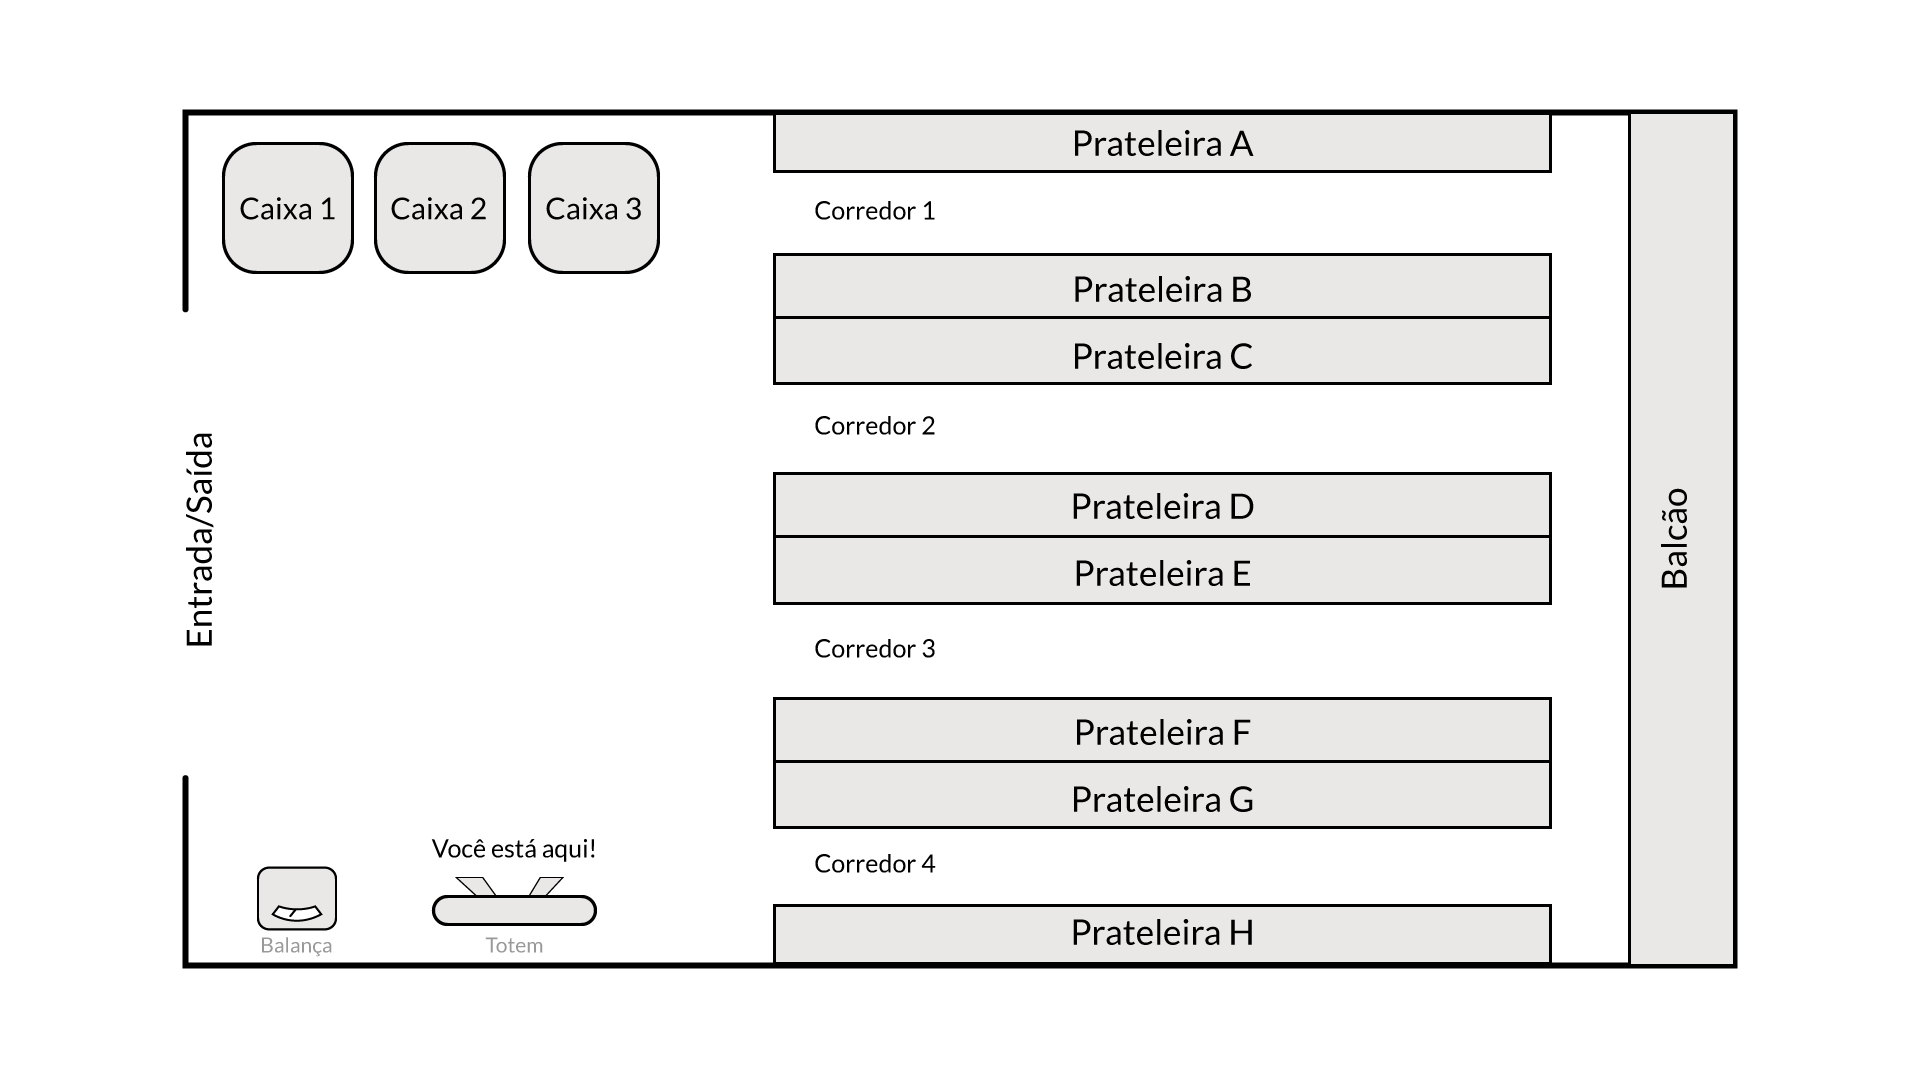 Caixa 1
Caixa 2
Caixa 3
Entrada/Saída
Prateleira A
Corredor 1
Prateleira B
Prateleira C
Corredor 2
Prateleira D
Prateleira E
Corredor 3
Prateleira F
Prateleira G
Corredor 4
Prateleira H
Balcão
Você está aqui!
Balança
Totem